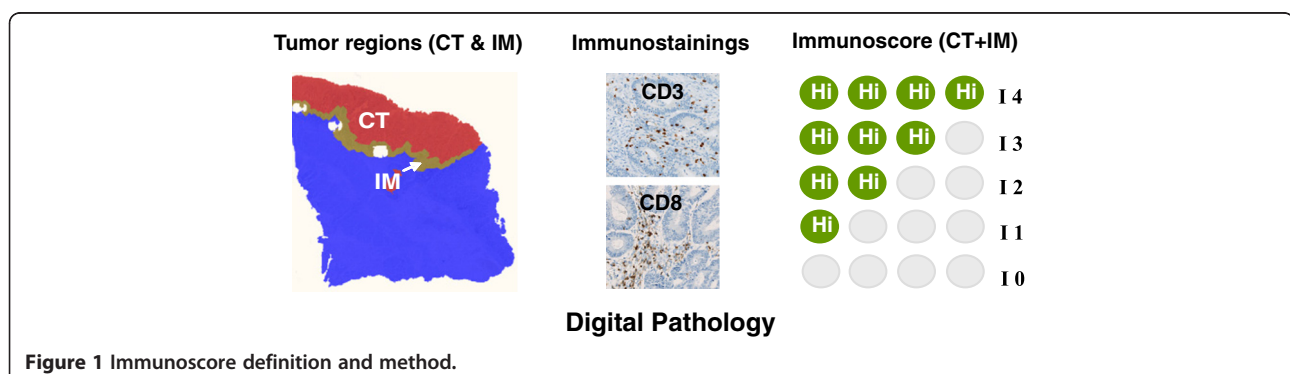 Tumor regions (CT & IM)
Immunostainings
Immunoscore (CT+IM)
CT
IM
CD3
CD8
Hi Hi Hi Hi I 4
Hi Hi Hi I 3
Hi Hi I 2
Hi I 1
I 0
Digital Pathology
Figure 1 Immunoscore definition and method.